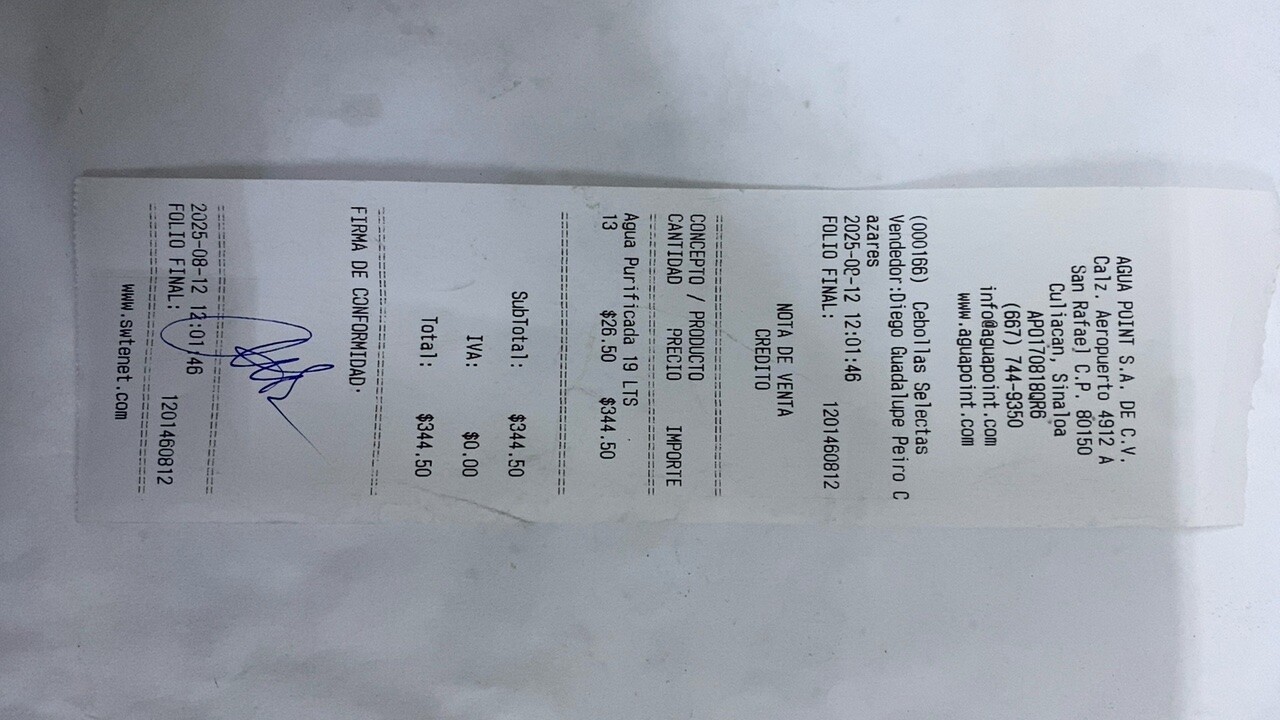 AGUA POINT S.A. DE C.V.
Calz. Aeropuerto 4912 A
San Rafael C.P. 80150
Culiacan, Sinaloa
APO170818QR6
(667) 744-9350
info@aguapoint.com
www.aguapoint.com
(000166) Cebollas Selectas
Vendedor:Diego Guadalupe Peiro C
azares
2025-08-12 12:01:46
FOLIO FINAL: 1201460812
NOTA DE VENTA
CREDITO
CONCEPTO / PRODUCTO
CANTIDAD PRECIO IMPORTE
Agua Purificada 19 LTS
13 $26.50 $344.50
SubTotal: $344.50
IVA: $0.00
Total: $344.50
FIRMA DE CONFORMIDAD.
2025-08-12 12:01:46
FOLIO FINAL: 1201460812
www.swtenet.com